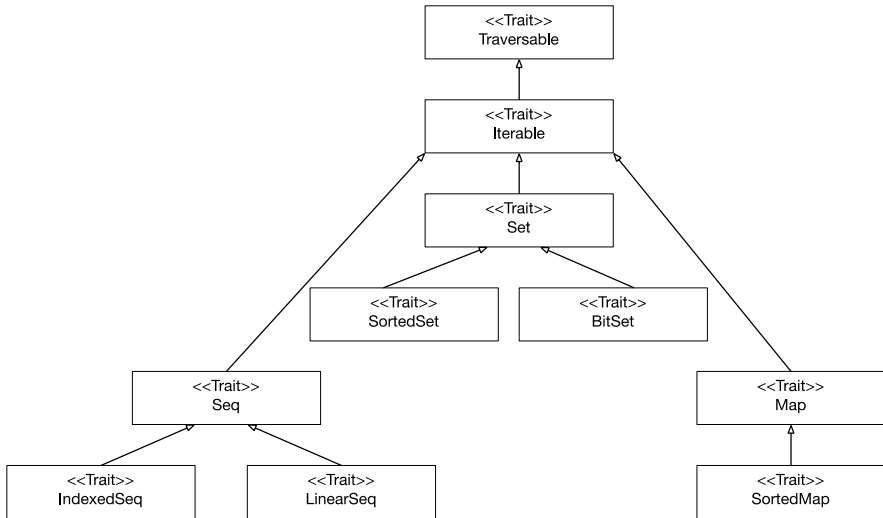 <<Trait>>
Traversable
<<Trait>>
Iterable
<<Trait>>
Set
<<Trait>>
SortedSet
<<Trait>>
BitSet
<<Trait>>
Seq
<<Trait>>
Map
<<Trait>>
IndexedSeq
<<Trait>>
LinearSeq
<<Trait>>
SortedMap